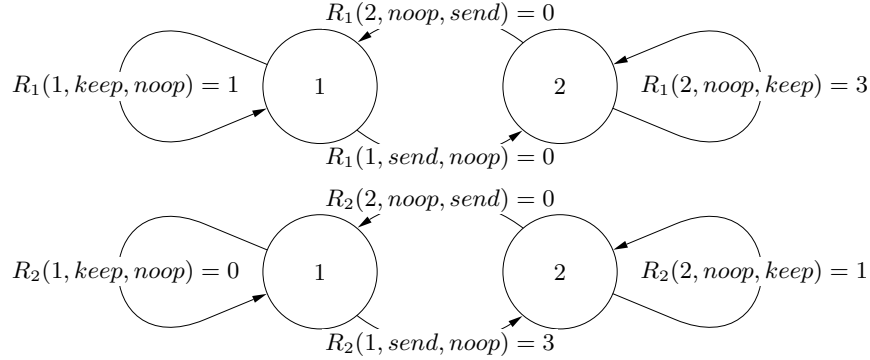 R₁(2, noop, send) = 0
R₁(1, keep, noop) = 1
1
2
R₁(2, noop, keep) = 3
R₁(1, send, noop) = 0
R₂(2, noop, send) = 0
R₂(1, keep, noop) = 0
1
2
R₂(2, noop, keep) = 1
R₂(1, send, noop) = 3